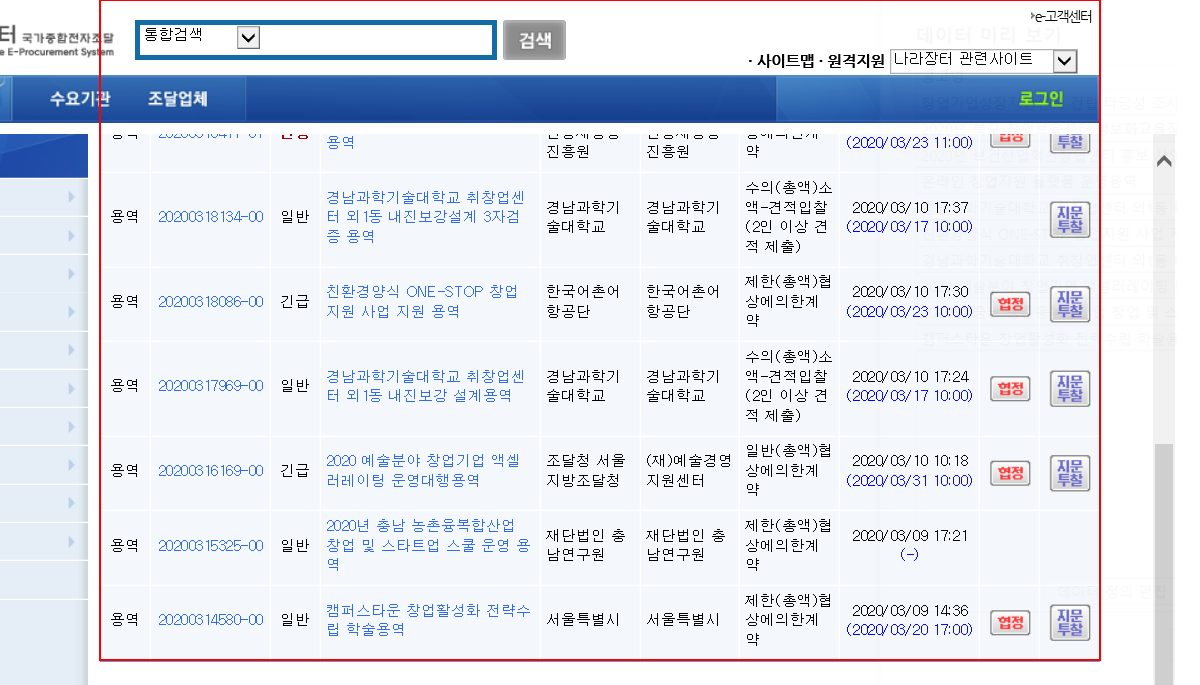 e-고객센터
터 국가종합전자조달
e E-Procurement System
통합검색
검색
· 사이트맵 · 원격지원 나라장터 관련사이트
수요기관 조달업체 로그인
용역
진흥원
진흥원
약
(2020/03/23 11:00)
협정
투찰
용역 20200318134-00 일반
경남과학기술대학교 취창업센
터 외1동 내진보강설계 3자검
증 용역
경남과학기
술대학교
경남과학기
술대학교
수의(총액)소
액-견적입찰
(2인 이상 견
적 제출)
2020/03/10 17:37
(2020/03/17 10:00)
지문
투찰
용역 20200318086-00 긴급
친환경양식 ONE-STOP 창업
지원 사업 지원 용역
한국어촌어
항공단
한국어촌어
항공단
제한(총액)협
상에의한계
약
2020/03/10 17:30
(2020/03/23 10:00)
협정
지문
투찰
용역 20200317969-00 일반
경남과학기술대학교 취창업센
터 외1동 내진보강 설계용역
경남과학기
술대학교
경남과학기
술대학교
수의(총액)소
액-견적입찰
(2인 이상 견
적 제출)
2020/03/10 17:24
(2020/03/17 10:00)
협정
지문
투찰
용역 20200316169-00 긴급
2020 예술분야 창업기업 액셀
러레이팅 운영대행용역
조달청 서울
지방조달청
(재)예술경영
지원센터
일반(총액)협
상에의한계
약
2020/03/10 10:18
(2020/03/31 10:00)
협정
지문
투찰
용역 20200315325-00 일반
2020년 충남 농촌융복합산업
창업 및 스타트업 스쿨 운영 용
역
재단법인 충
남연구원
재단법인 충
남연구원
제한(총액)협
상에의한계
약
2020/03/09 17:21
(-)
용역 20200314580-00 일반
캠퍼스타운 창업활성화 전략수
립 학술용역
서울특별시
서울특별시
제한(총액)협
상에의한계
약
2020/03/09 14:36
(2020/03/20 17:00)
협정
지문
투찰